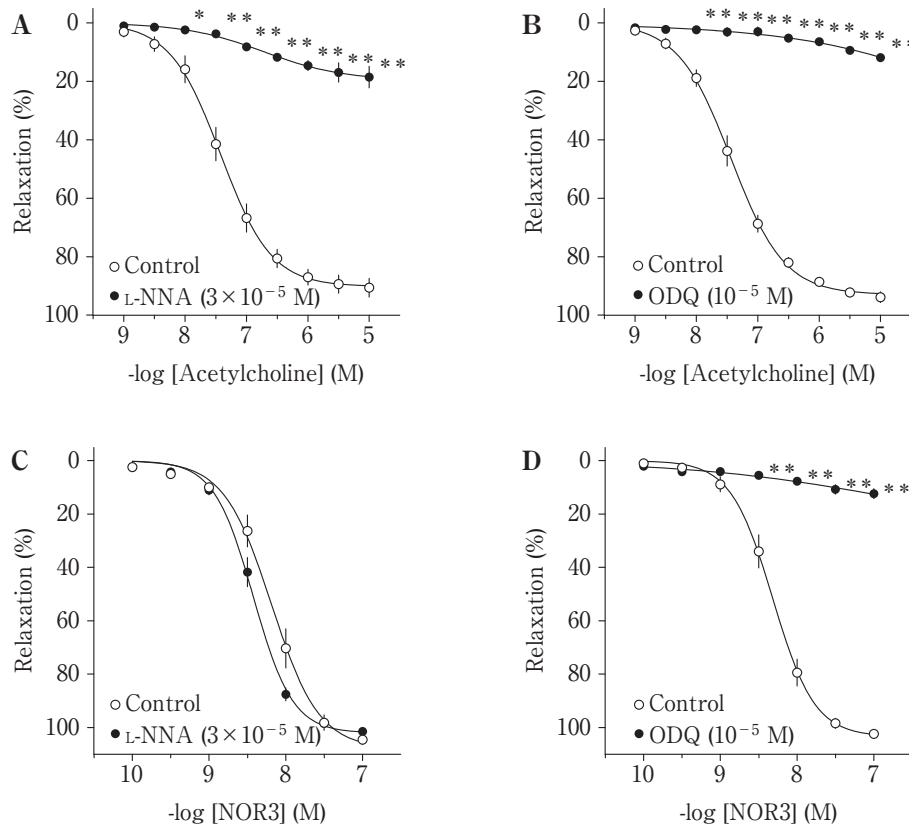 A
Relaxation (%)
0
20
40
60
80
100
* ** ** ** ** ** **
Control
L-NNA (3×10⁻⁵ M)
9 8 7 6 5
-log [Acetylcholine] (M)
B
Relaxation (%)
0
20
40
60
80
100
** ** ** ** ** ** **
Control
ODQ (10⁻⁵ M)
9 8 7 6 5
-log [Acetylcholine] (M)
C
Relaxation (%)
0
20
40
60
80
100
Control
L-NNA (3×10⁻⁵ M)
10 9 8 7
-log [NOR3] (M)
D
Relaxation (%)
0
20
40
60
80
100
** ** ** **
Control
ODQ (10⁻⁵ M)
10 9 8 7
-log [NOR3] (M)